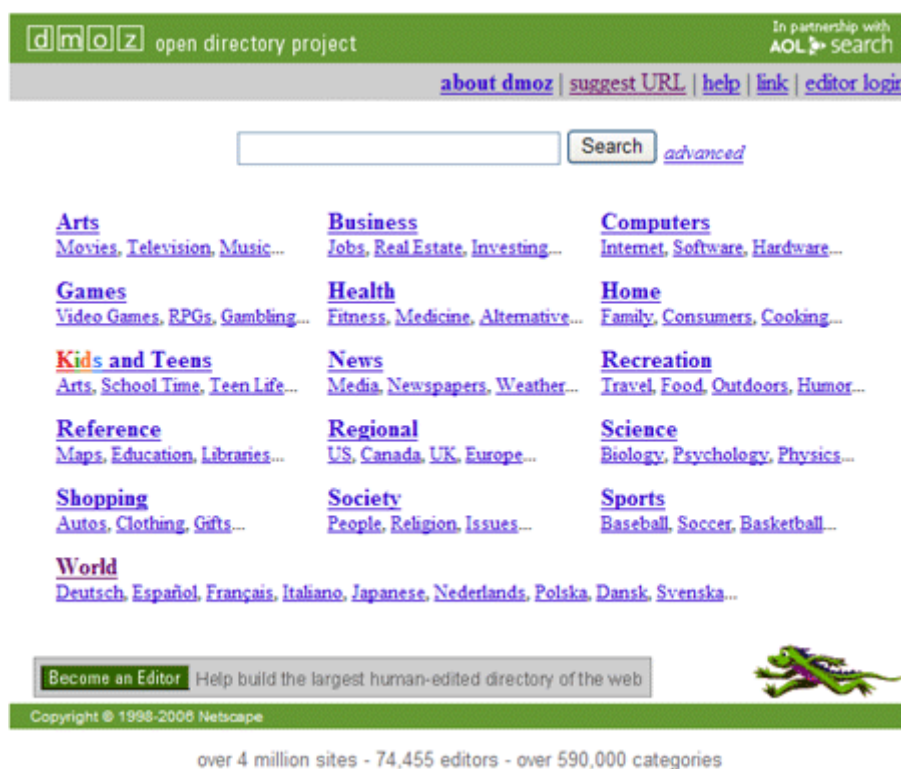 dmoz open directory project
In partnership with
AOL search
about dmoz | suggest URL | help | link | editor login
Search advanced
Arts Business Computers
Movies, Television, Music... Jobs, Real Estate, Investing... Internet, Software, Hardware...
Games Health Home
Video Games, RPGs, Gambling... Fitness, Medicine, Alternative... Family, Consumers, Cooking...
Kids and Teens News Recreation
Arts, School Time, Teen Life... Media, Newspapers, Weather... Travel, Food, Outdoors, Humor...
Reference Regional Science
Maps, Education, Libraries... US, Canada, UK, Europe... Biology, Psychology, Physics...
Shopping Society Sports
Autos, Clothing, Gifts... People, Religion, Issues... Baseball, Soccer, Basketball...
World
Deutsch, Español, Français, Italiano, Japanese, Nederlands, Polska, Dansk, Svenska...
Become an Editor Help build the largest human-edited directory of the web
Copyright © 1998-2006 Netscape
over 4 million sites - 74,455 editors - over 590,000 categories